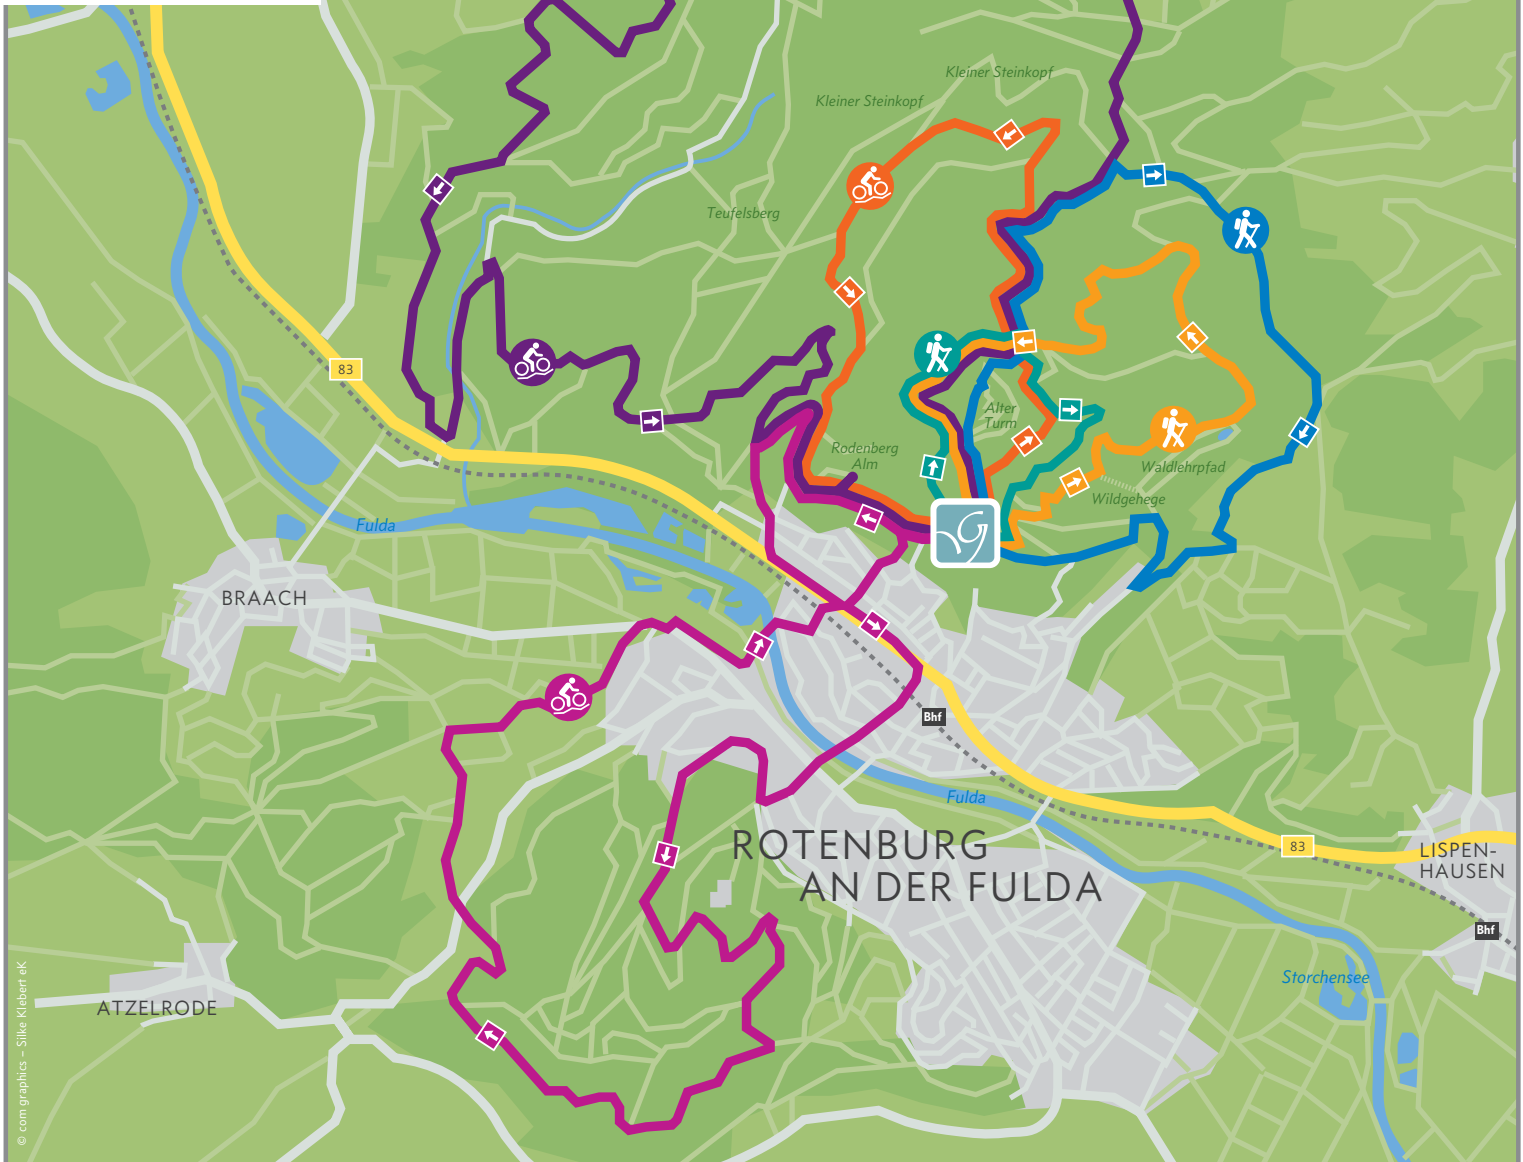 Kleiner Steinkopf
Kleiner Steinkopf
Teufelsberg
83
Alter
Turm
Rodenberg
Alm
Waldlehrpfad
Wildgehege
Fulda
BRAACH
Bhf
Fulda
ROTENBURG
AN DER FULDA
83
LISPEN-
HAUSEN
Bhf
Storchensee
ATZELRODE
© com graphics – Silke Klebert eK